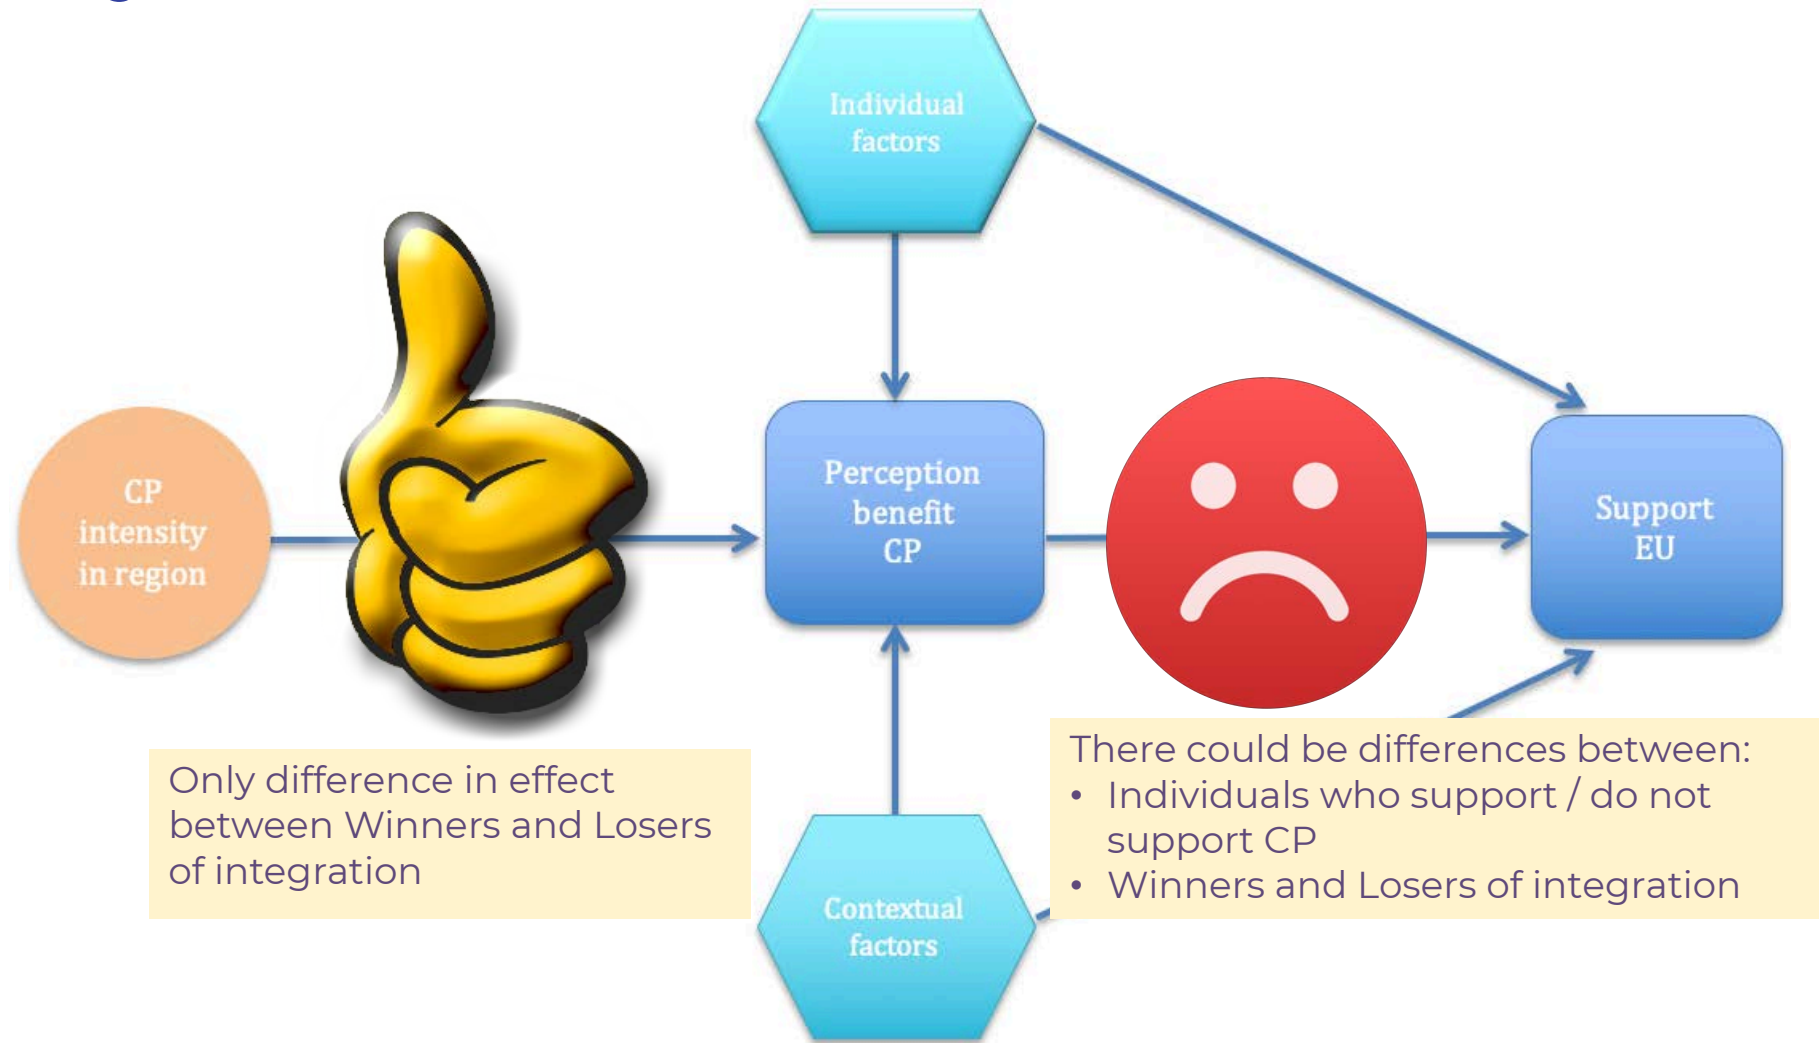 Individual
factors
CP
intensity
in region
Perception
benefit
CP
Support
EU
Only difference in effect
between Winners and Losers
of integration
There could be differences between:
• Individuals who support / do not
support CP
• Winners and Losers of integration
Contextual
factors